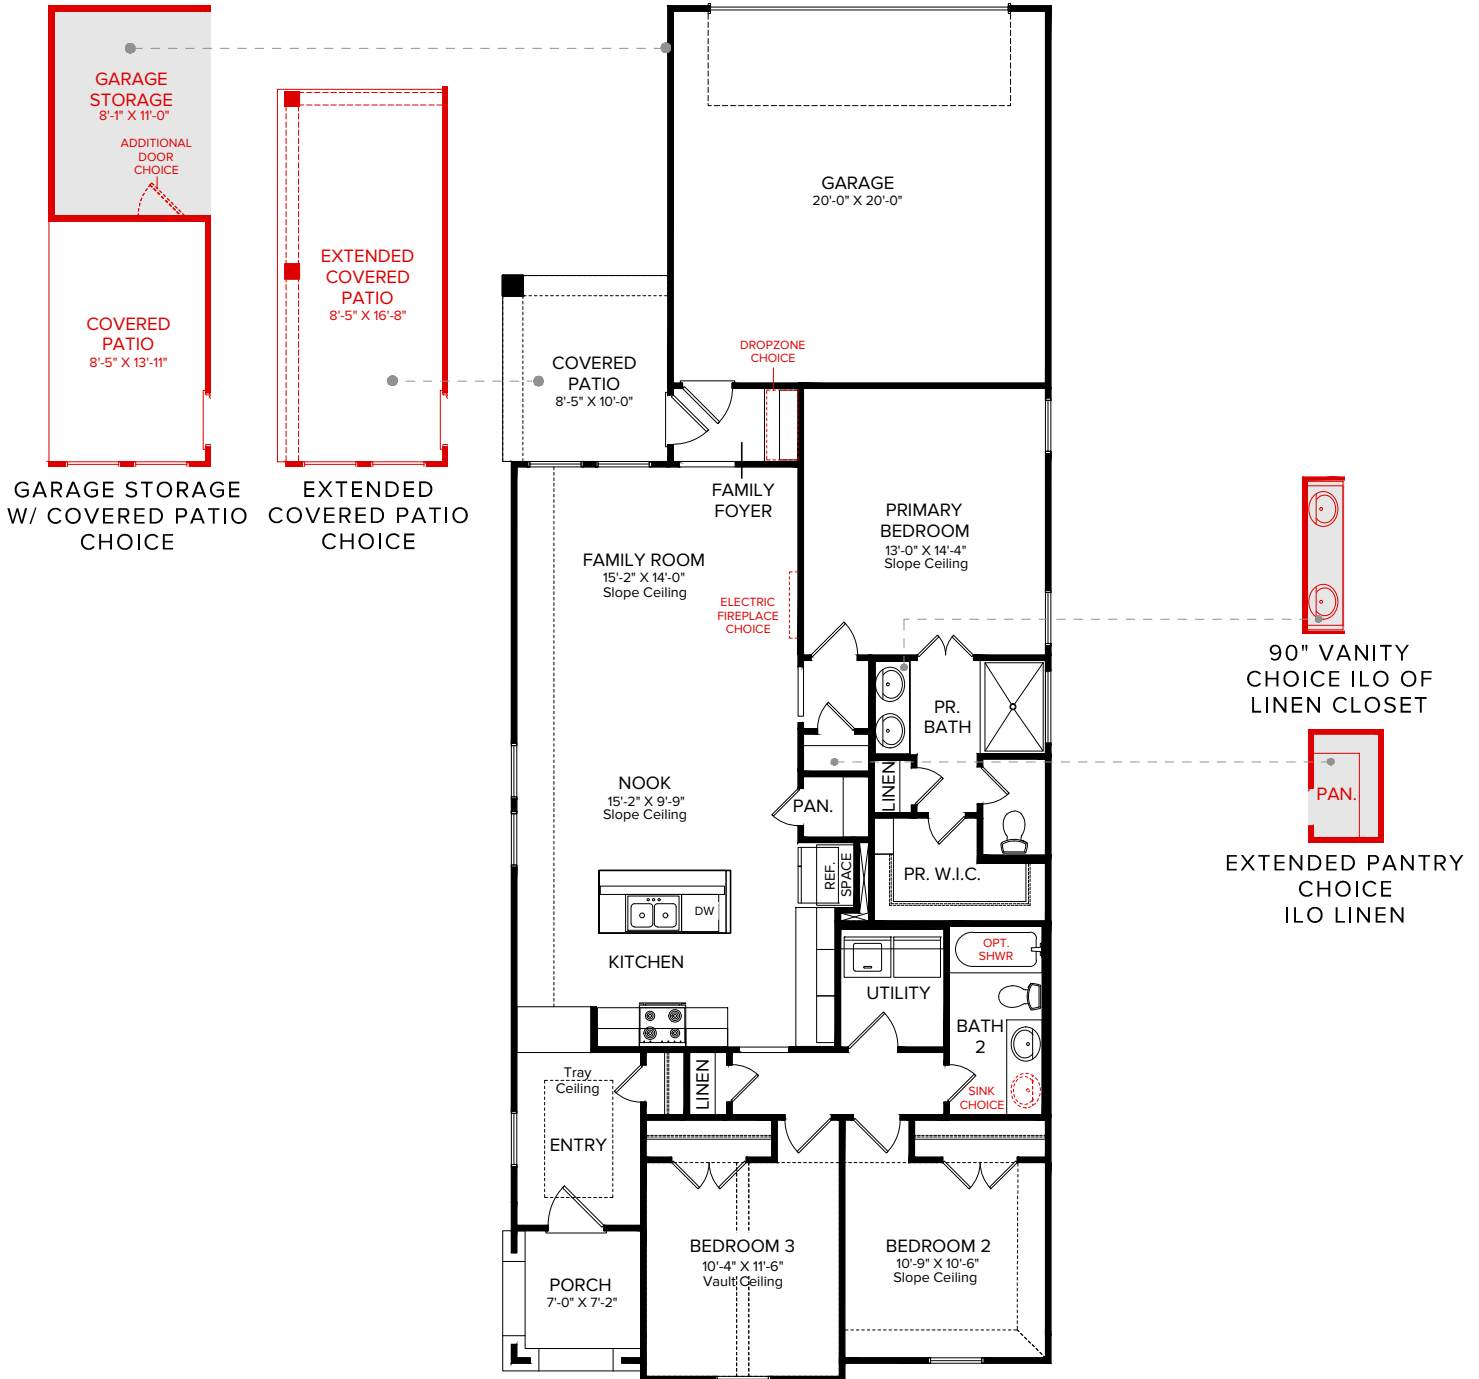 GARAGE
STORAGE
8'-1" X 11'-0"
ADDITIONAL
DOOR
CHOICE
COVERED
PATIO
8'-5" X 13'-11"
GARAGE STORAGE
W/ COVERED PATIO
CHOICE
EXTENDED
COVERED
PATIO
8'-5" X 16'-8"
EXTENDED
COVERED PATIO
CHOICE
GARAGE
20'-0" X 20'-0"
COVERED
PATIO
8'-5" X 10'-0"
DROPZONE
CHOICE
FAMILY
FOYER
PRIMARY
BEDROOM
13'-0" X 14'-4"
Slope Ceiling
FAMILY ROOM
15'-2" X 14'-0"
Slope Ceiling
ELECTRIC
FIREPLACE
CHOICE
PR.
BATH
LINEN
NOOK
15'-2" X 9'-9"
Slope Ceiling
PAN.
REF.
SPACE
PR. W.I.C.
DW
KITCHEN
UTILITY
OPT.
SHWR
BATH
2
SINK
CHOICE
LINEN
Tray
Ceiling
ENTRY
BEDROOM 3
10'-4" X 11'-6"
Vault Ceiling
BEDROOM 2
10'-9" X 10'-6"
Slope Ceiling
PORCH
7'-0" X 7'-2"
90" VANITY
CHOICE ILO OF
LINEN CLOSET
PAN.
EXTENDED PANTRY
CHOICE
ILO LINEN